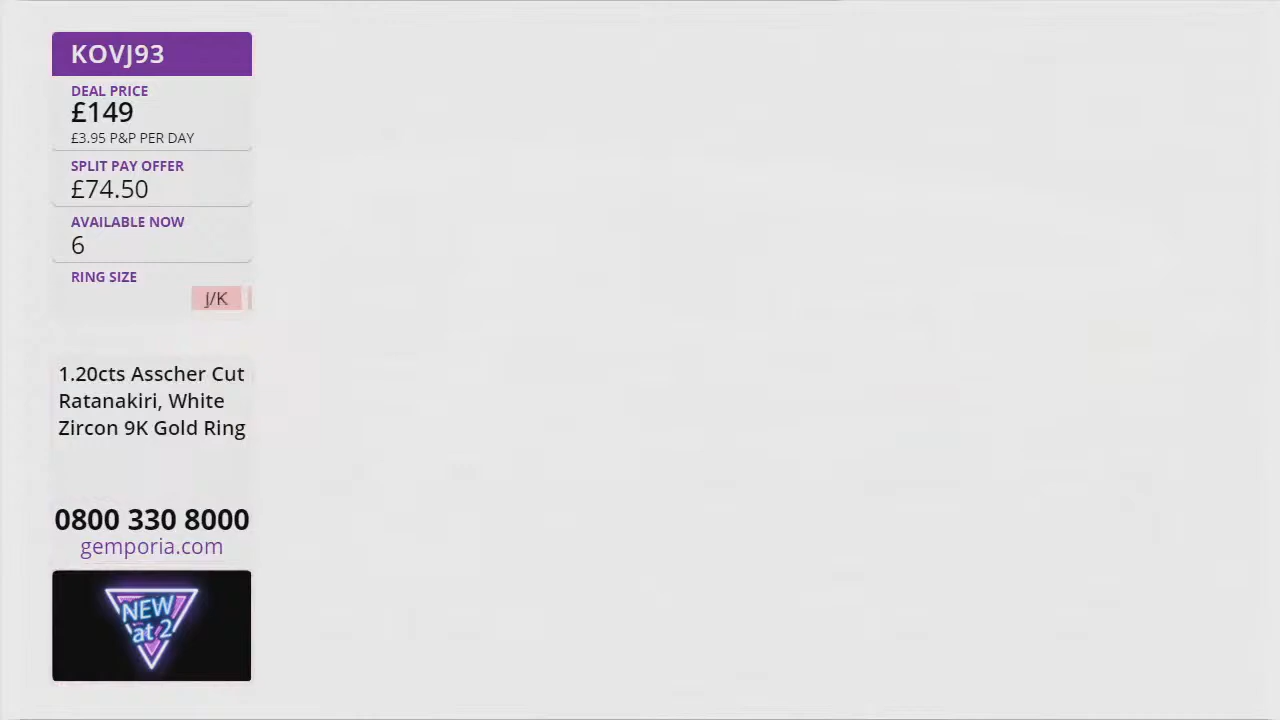 KOVJ93
DEAL PRICE
£149
£3.95 P&P PER DAY
SPLIT PAY OFFER
£74.50
AVAILABLE NOW
6
RING SIZE
J/K
1.20cts Asscher Cut
Ratanakiri, White
Zircon 9K Gold Ring
0800 330 8000
gemporia.com
NEW
at 2